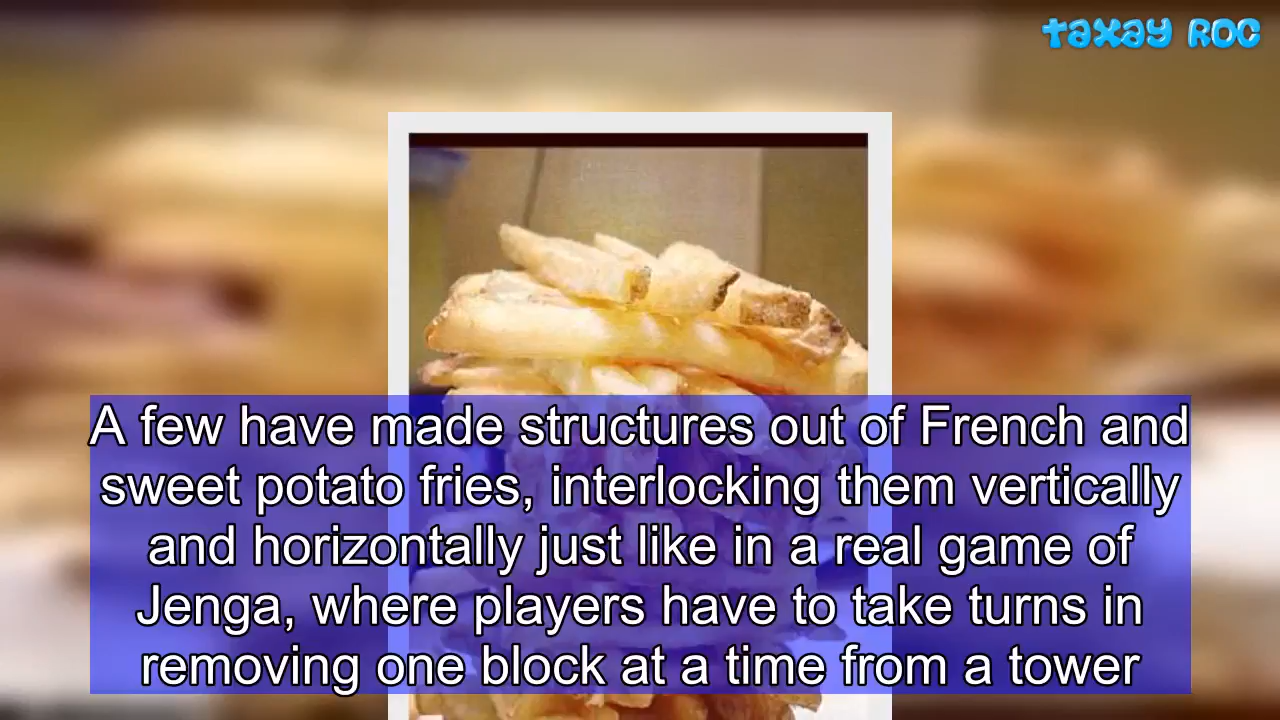 TAXAY ROC
A few have made structures out of French and
sweet potato fries, interlocking them vertically
and horizontally just like in a real game of
Jenga, where players have to take turns in
removing one block at a time from a tower